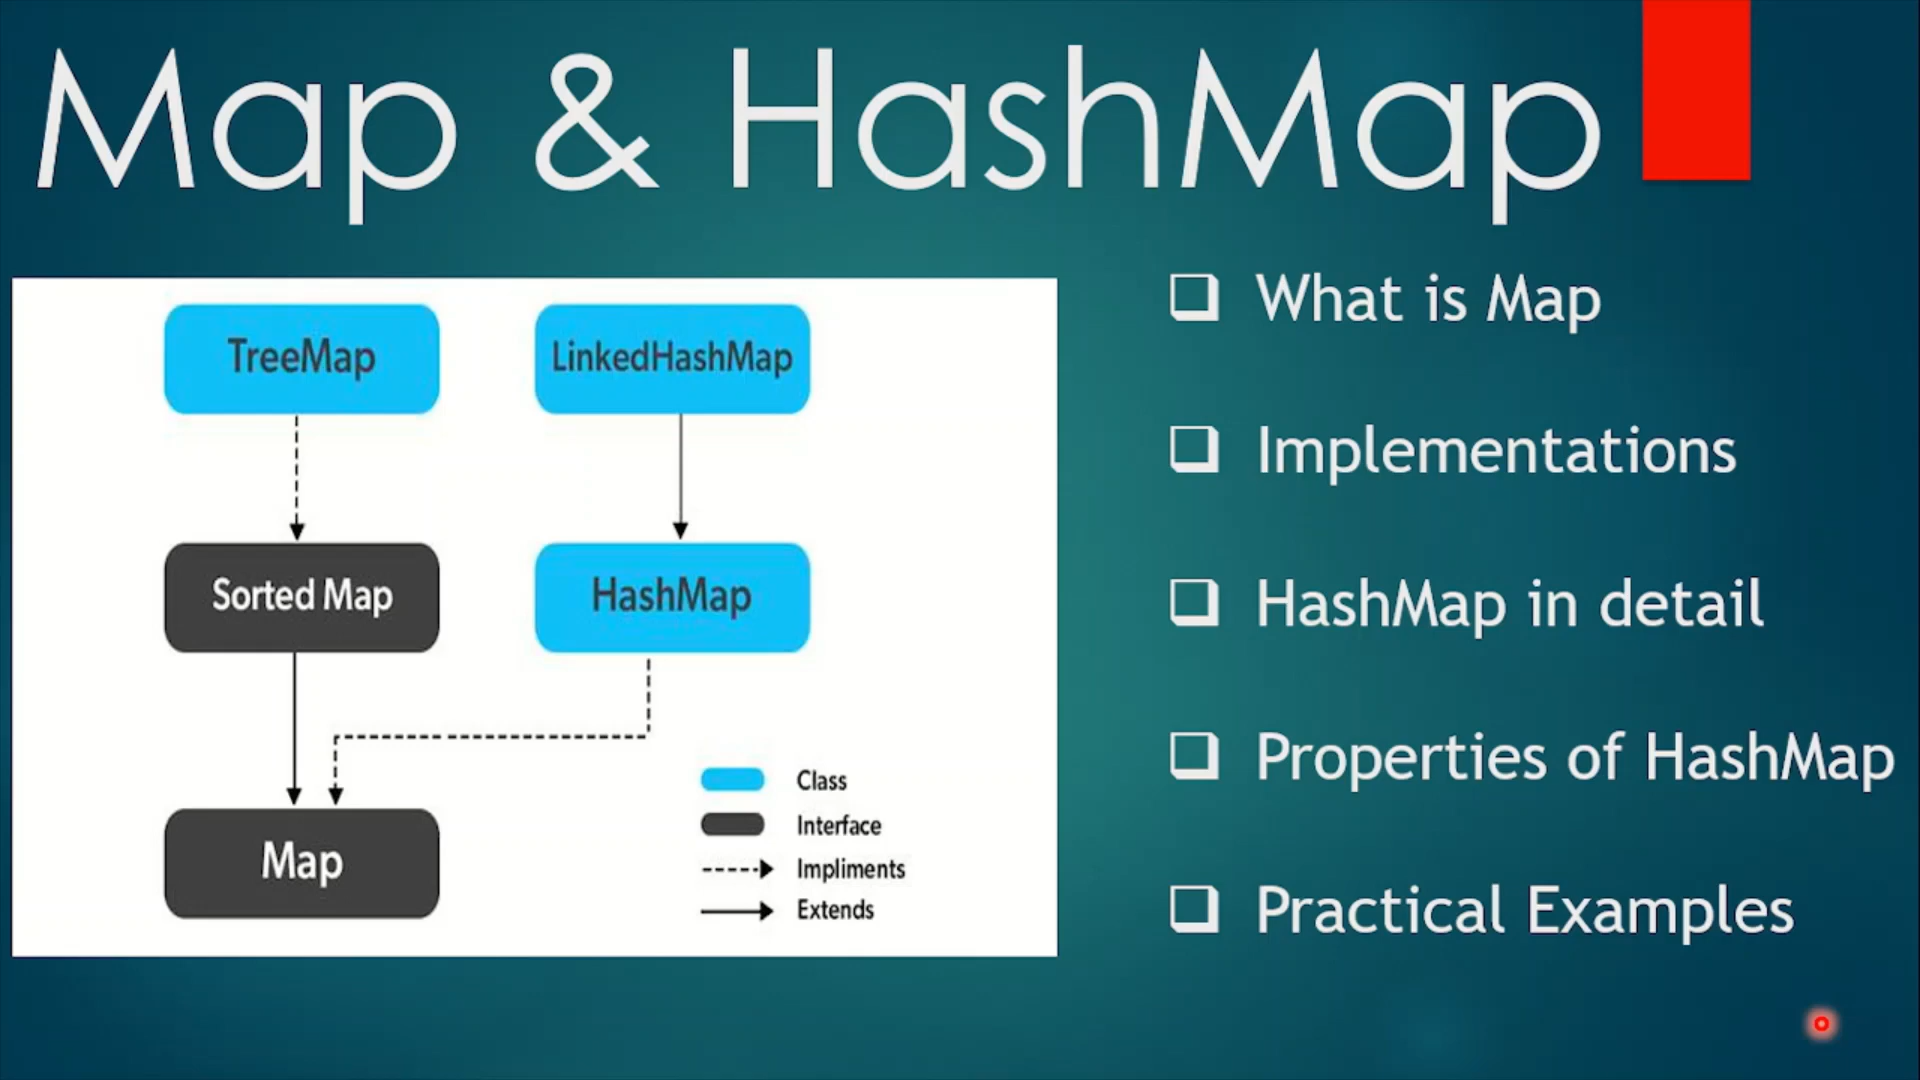 Map & HashMap
TreeMap
LinkedHashMap
Sorted Map
HashMap
Map
Class
Interface
Impliments
Extends
What is Map
Implementations
HashMap in detail
Properties of HashMap
Practical Examples